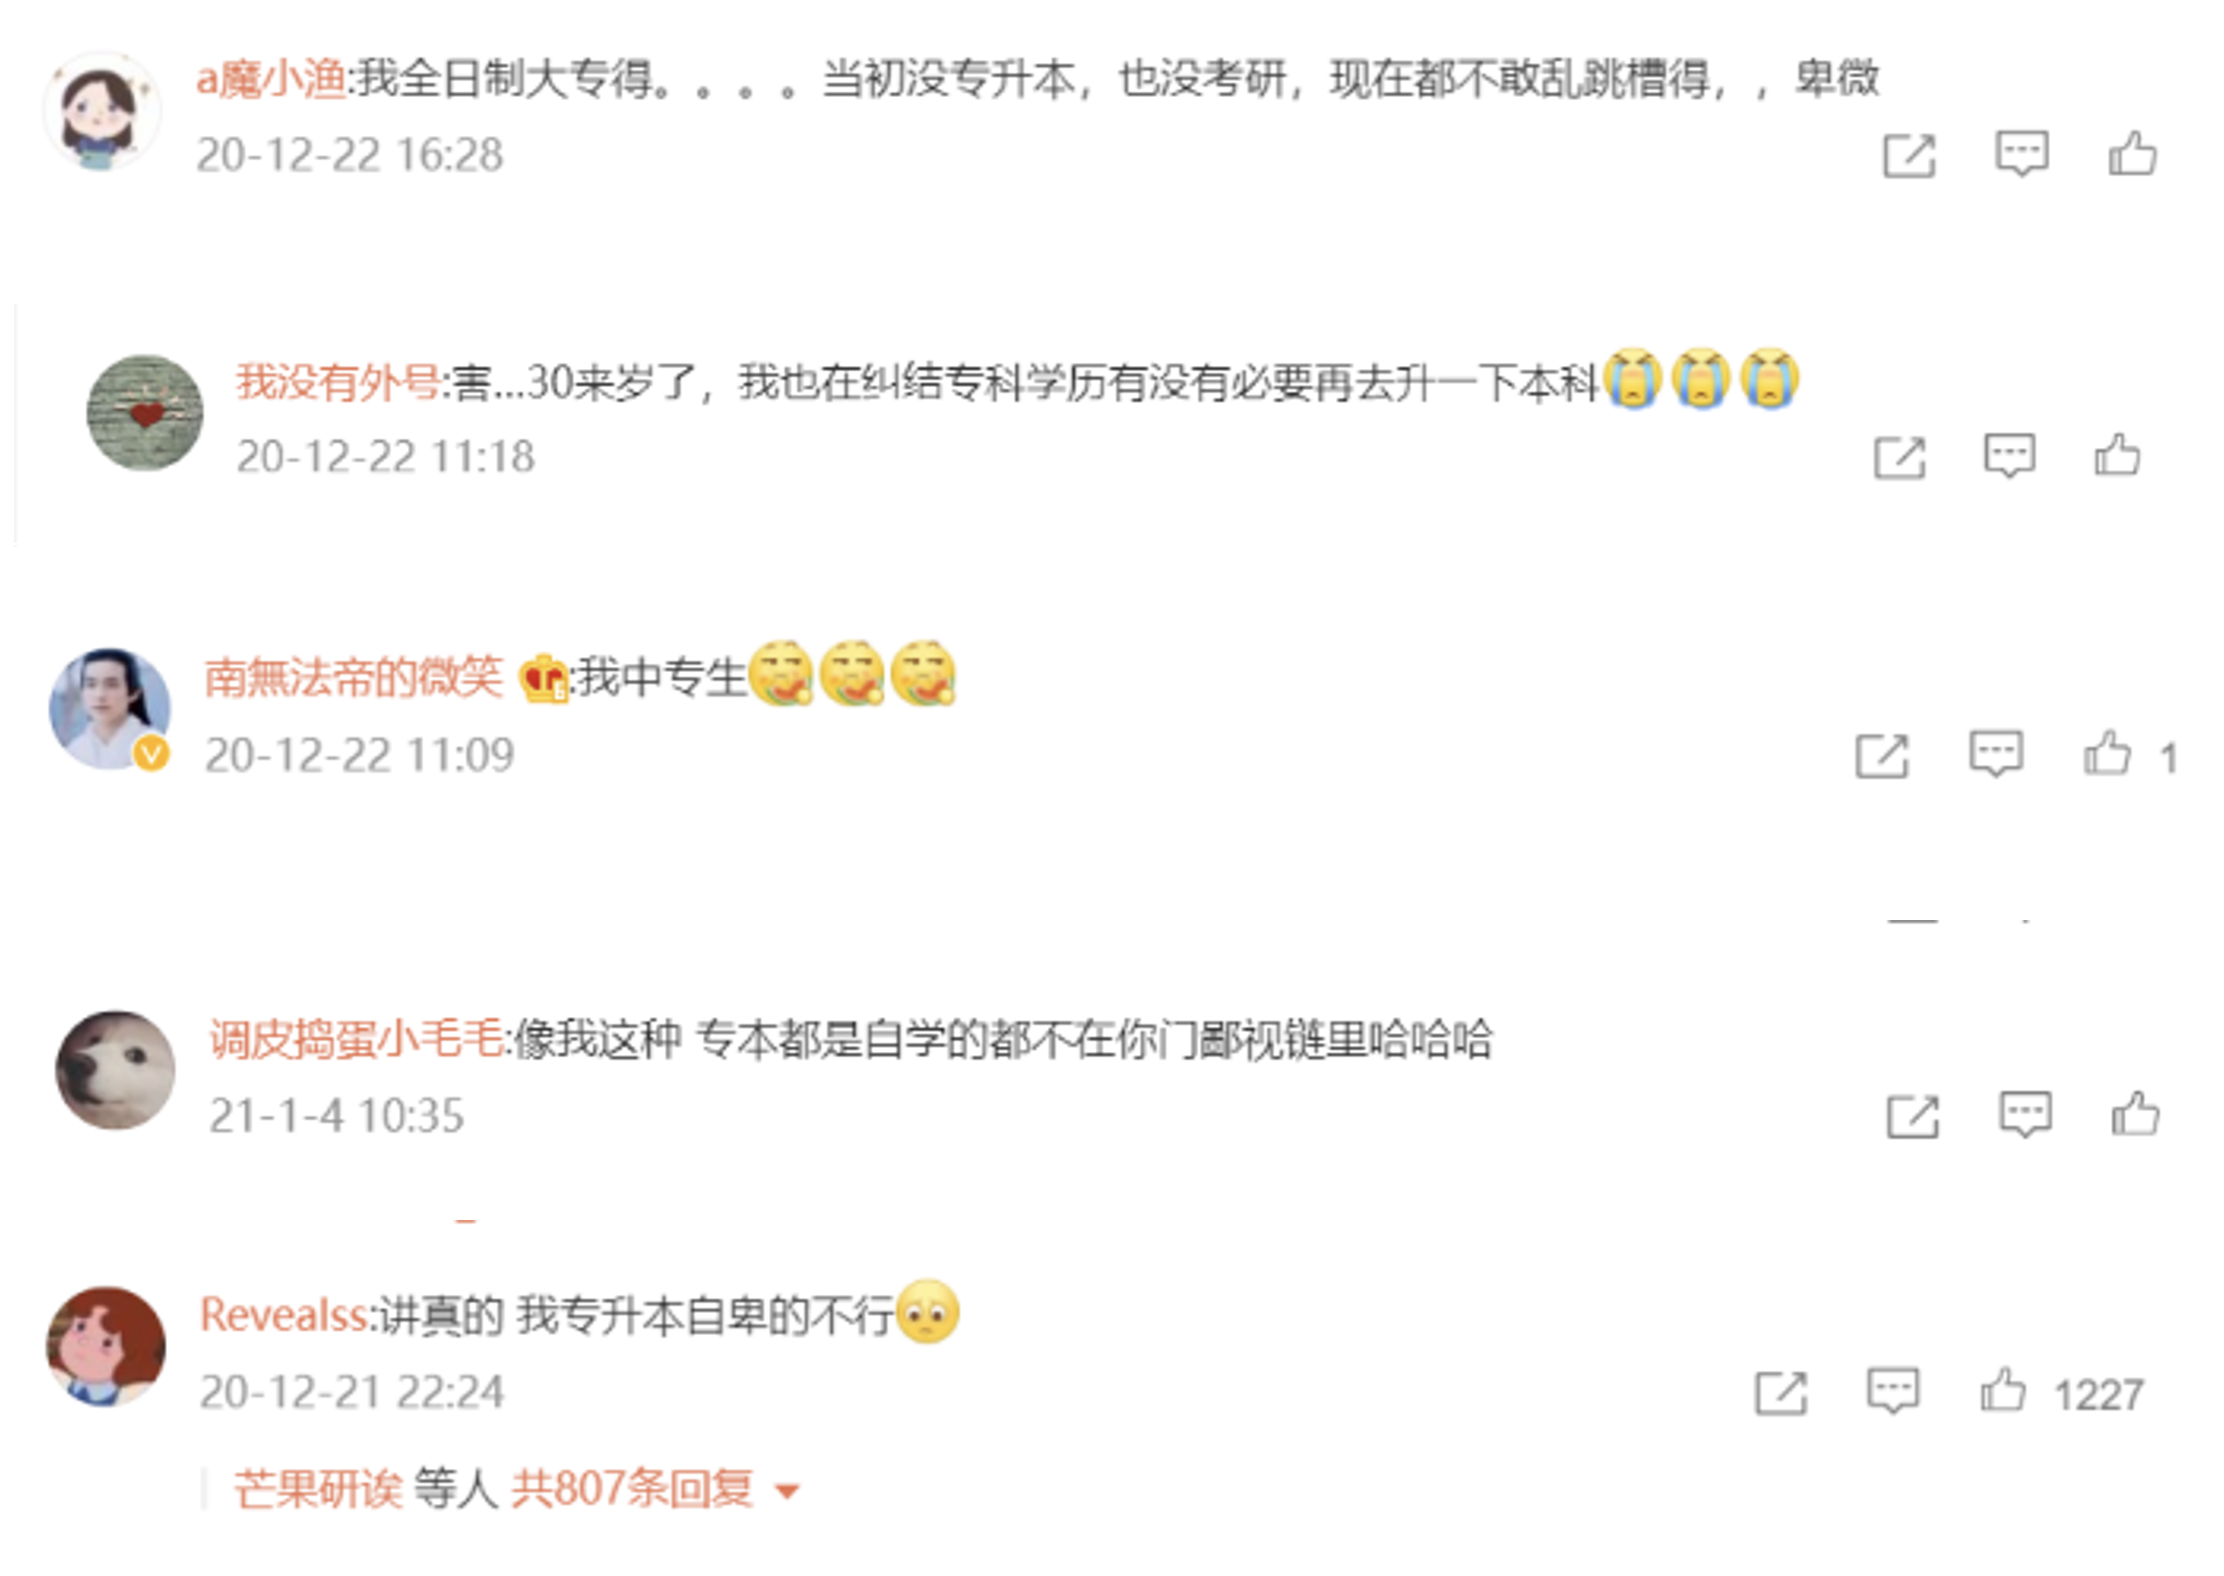 a魔小渔:我全日制大专得。。。。当初没专升本，也没考研，现在都不敢乱跳槽得，，卑微
20-12-22 16:28
我没有外号:害...30来岁了，我也在纠结专科学历有没有必要再去升一下本科😭😭😭
20-12-22 11:18
南無法帝的微笑 :我中专生
20-12-22 11:09
1
调皮捣蛋小毛毛:像我这种 专本都是自学的都不在你门鄙视链里哈哈哈
21-1-4 10:35
Revealss:讲真的 我专升本自卑的不行🥺
20-12-21 22:24
1227
芒果研诶 等人 共807条回复